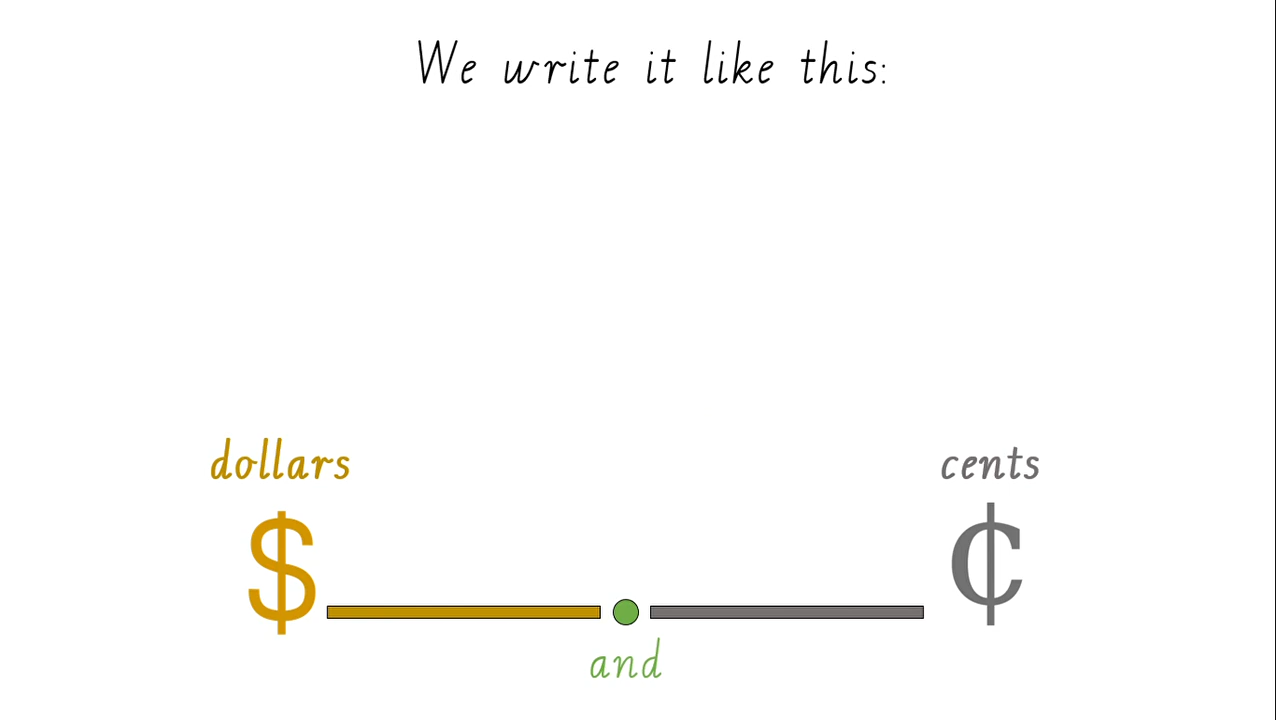 We write it like this:
dollars
cents
$
¢
and